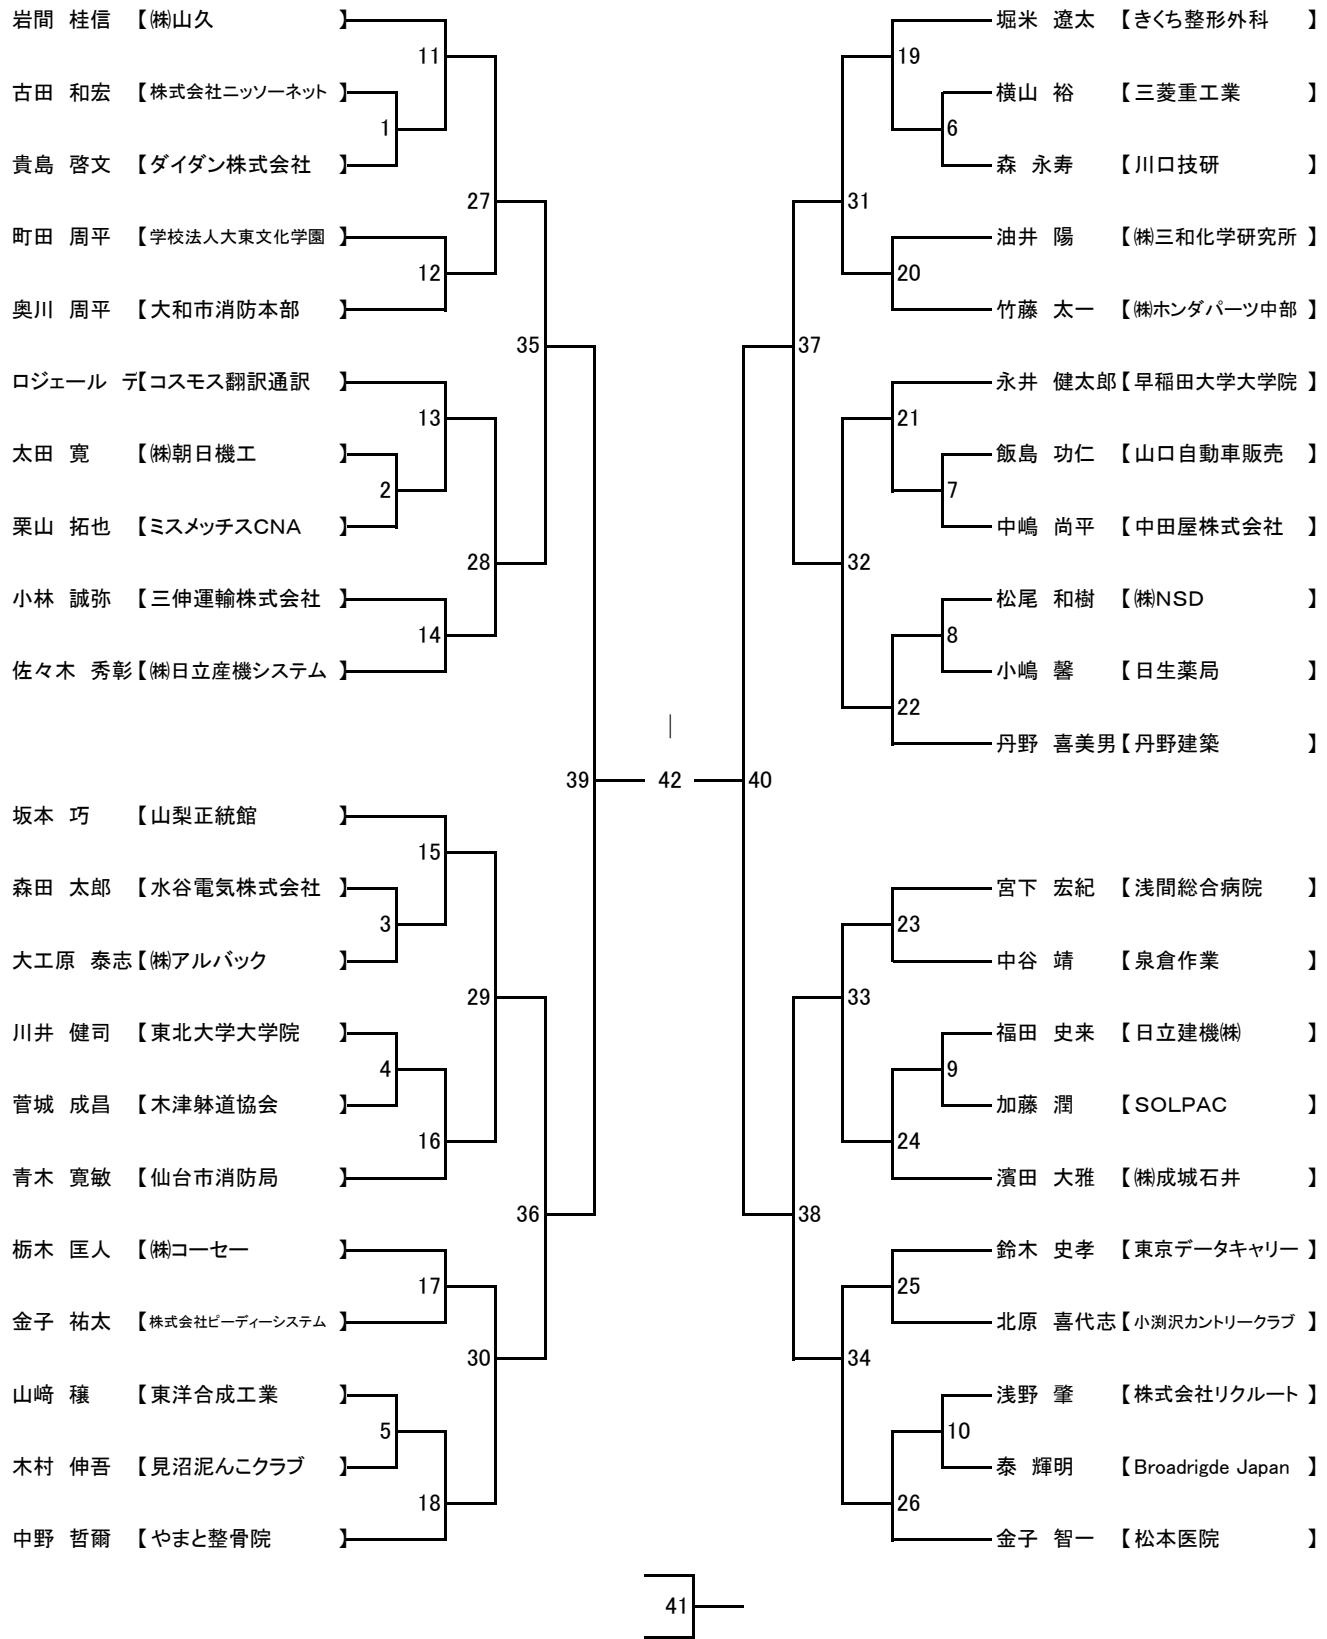 岩間 桂信 【㈱山久 】
11
古田 和宏 【株式会社ニッソーネット 】
1
貴島 啓文 【ダイダン株式会社 】
27
町田 周平 【学校法人大東文化学園 】
12
奥川 周平 【大和市消防本部 】
35
ロジェール デ【コスモス翻訳通訳 】
13
太田 寛 【㈱朝日機工 】
2
栗山 拓也 【ミスメッチスCNA 】
28
小林 誠弥 【三伸運輸株式会社 】
14
佐々木 秀彰【㈱日立産機システム 】
39
坂本 巧 【山梨正統館 】
15
森田 太郎 【水谷電気株式会社 】
3
大工原 泰志【㈱アルバック 】
29
川井 健司 【東北大学大学院 】
4
菅城 成昌 【木津躰道協会 】
16
青木 寛敏 【仙台市消防局 】
36
栃木 匡人 【㈱コーセー 】
17
金子 祐太 【株式会社ピーディーシステム 】
30
山﨑 穣 【東洋合成工業 】
5
木村 伸吾 【見沼泥んこクラブ 】
18
中野 哲爾 【やまと整骨院 】
42
41
堀米 遼太 【きくち整形外科 】
19
横山 裕 【三菱重工業 】
6
森 永寿 【川口技研 】
31
油井 陽 【㈱三和化学研究所 】
20
竹藤 太一 【㈱ホンダパーツ中部 】
37
永井 健太郎【早稲田大学大学院 】
21
飯島 功仁 【山口自動車販売 】
7
中嶋 尚平 【中田屋株式会社 】
32
松尾 和樹 【㈱NSD 】
8
小嶋 馨 【日生薬局 】
22
丹野 喜美男【丹野建築 】
40
宮下 宏紀 【浅間総合病院 】
23
中谷 靖 【泉倉作業 】
33
福田 史来 【日立建機㈱ 】
9
加藤 潤 【SOLPAC 】
24
濱田 大雅 【㈱成城石井 】
38
鈴木 史孝 【東京データキャリー 】
25
北原 喜代志【小渕沢カントリークラブ 】
34
浅野 肇 【株式会社リクルート 】
10
泰 輝明 【Broadrigde Japan 】
26
金子 智一 【松本医院 】